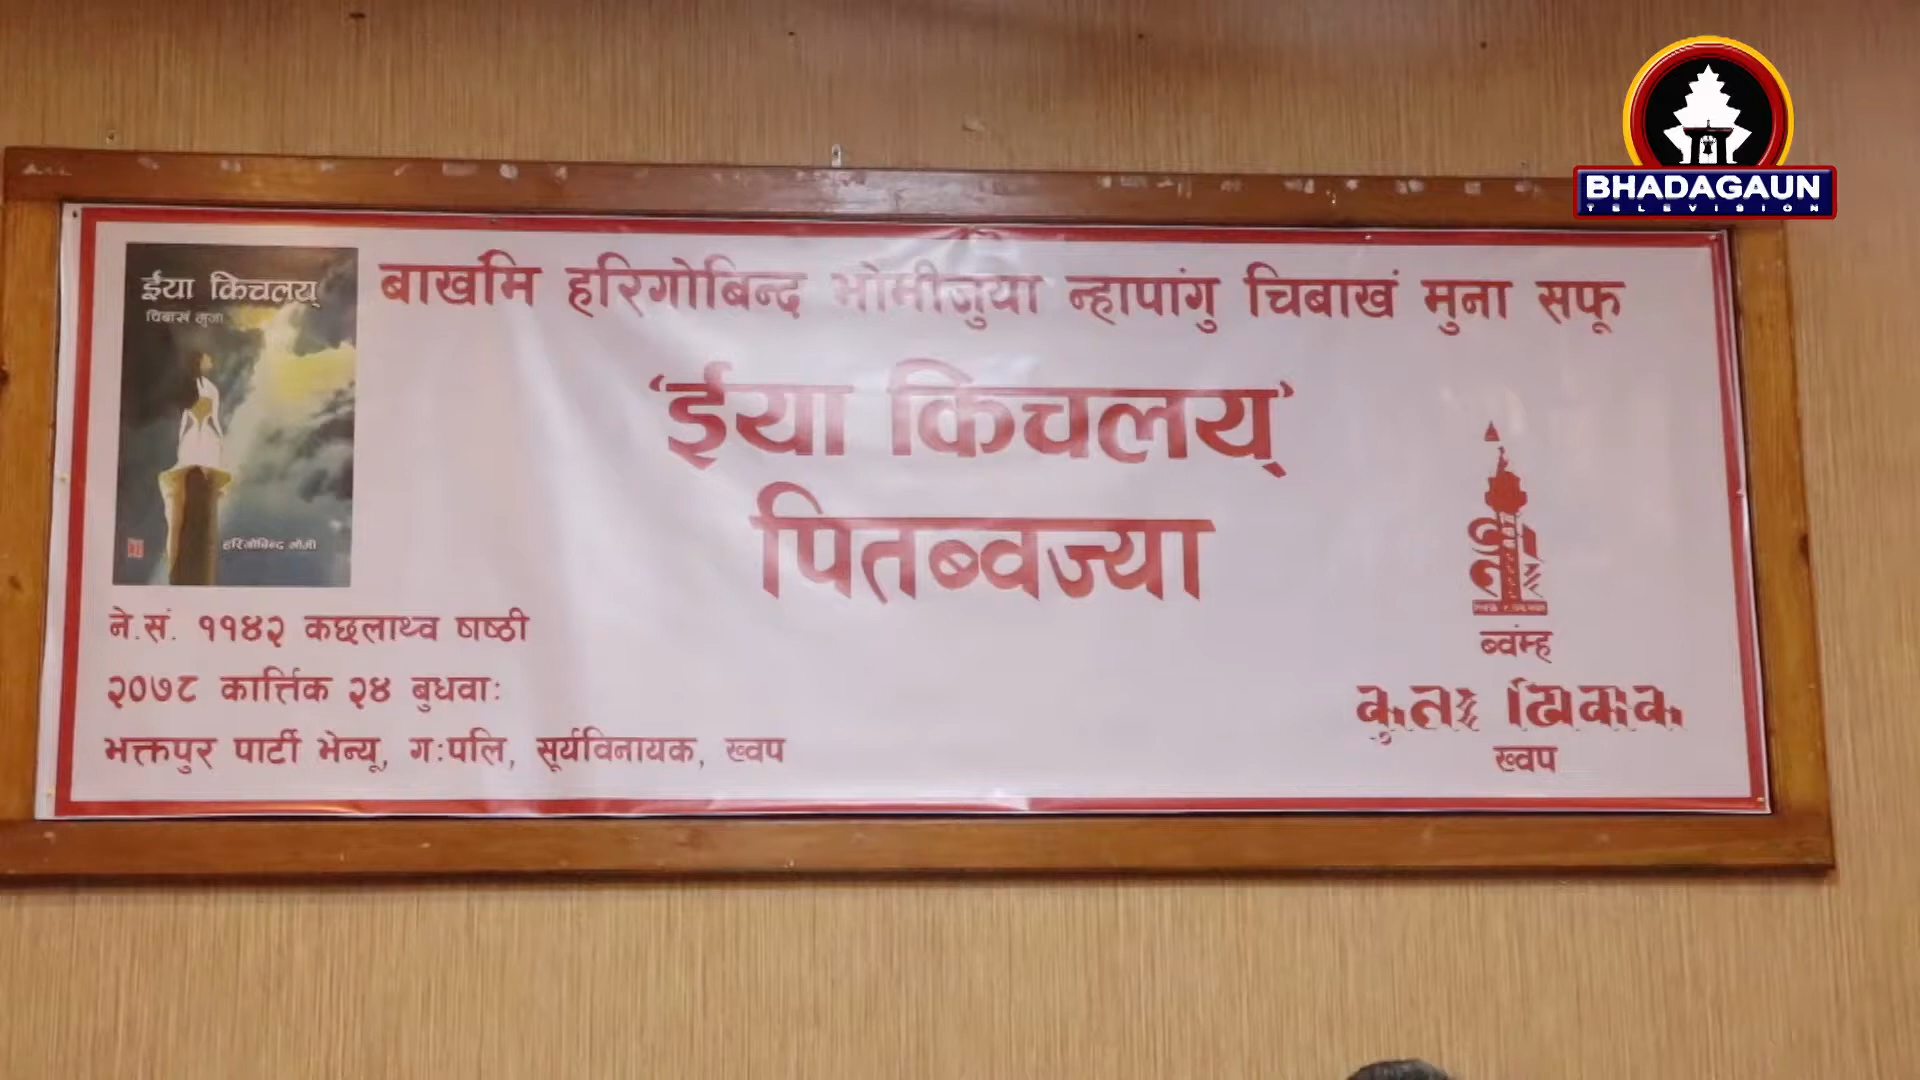 BHADAGAUN
TELEVISION
बाखंमि हरिगोबिन्द भोमीजुया न्हापांगु चिबाखं मुना सफू
ईया किचलय्
चिबाखं मुना
हरिगोबिन्द भोमी
‘ईया किचलय्’
पितब्वज्या
ने.सं. ११४२ कछलाथ्व षष्ठी
२०७८ कार्त्तिक २४ बुधवाः
भक्तपुर पार्टी भेन्यू, गःपलि, सूर्यविनायक, ख्वप
ब्वंम्ह
ख्वप